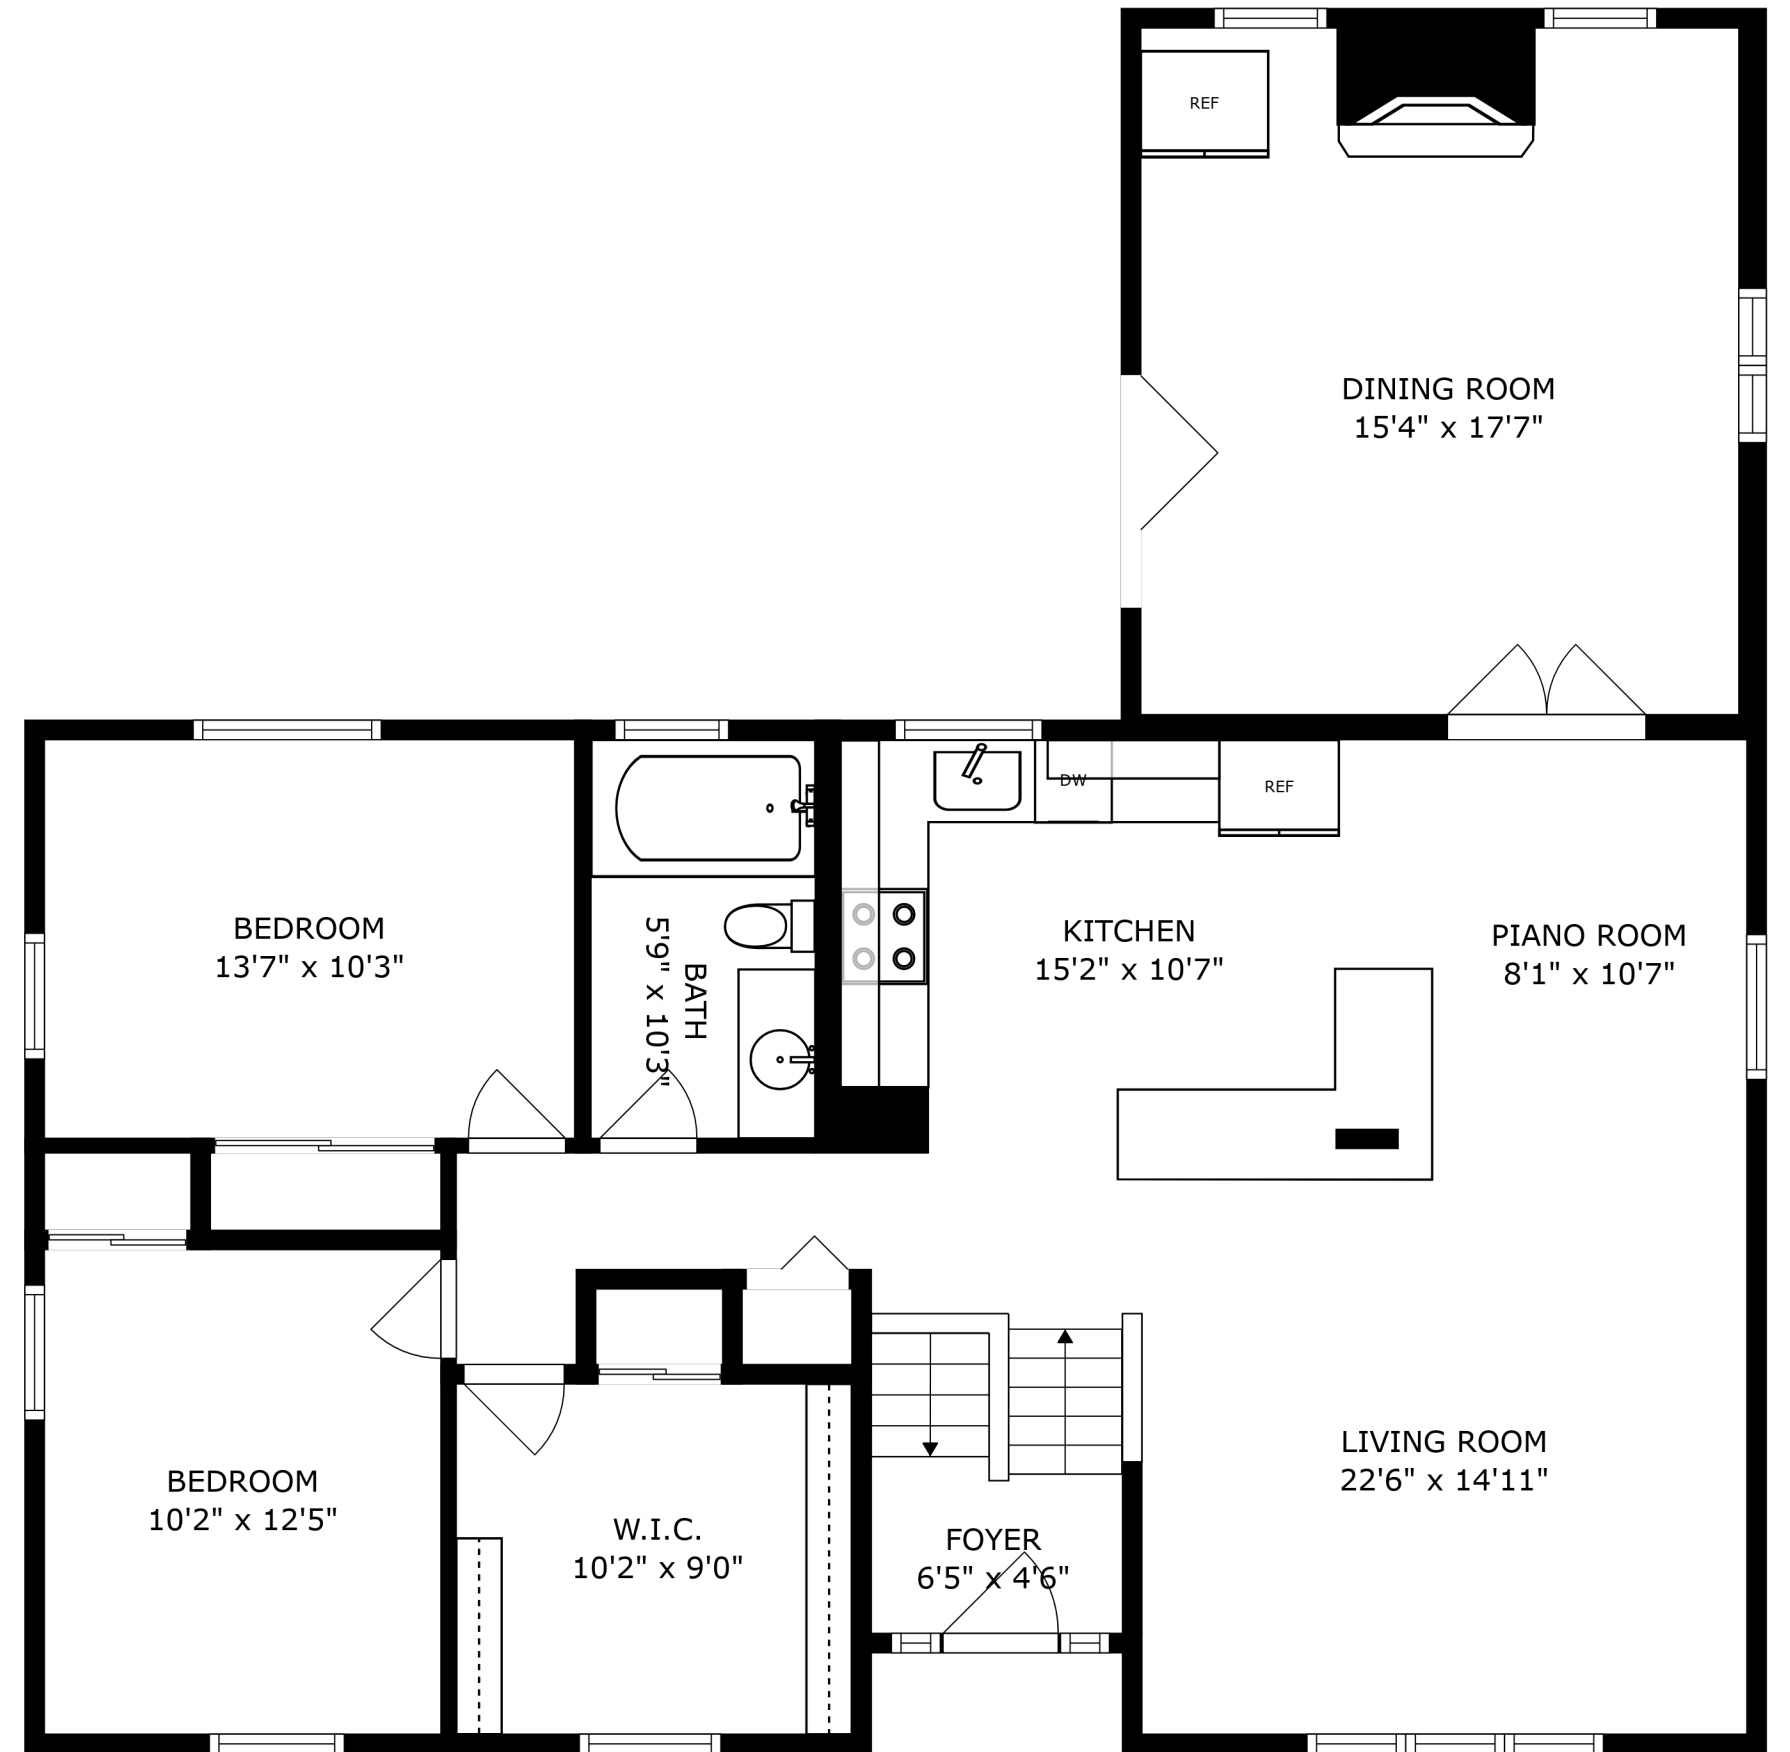 REF
DINING ROOM
15'4" x 17'7"
DW
REF
BEDROOM
13'7" x 10'3"
BATH
5'9" x 10'3"
KITCHEN
15'2" x 10'7"
PIANO ROOM
8'1" x 10'7"
LIVING ROOM
22'6" x 14'11"
BEDROOM
10'2" x 12'5"
W.I.C.
10'2" x 9'0"
FOYER
6'5" x 4'6"